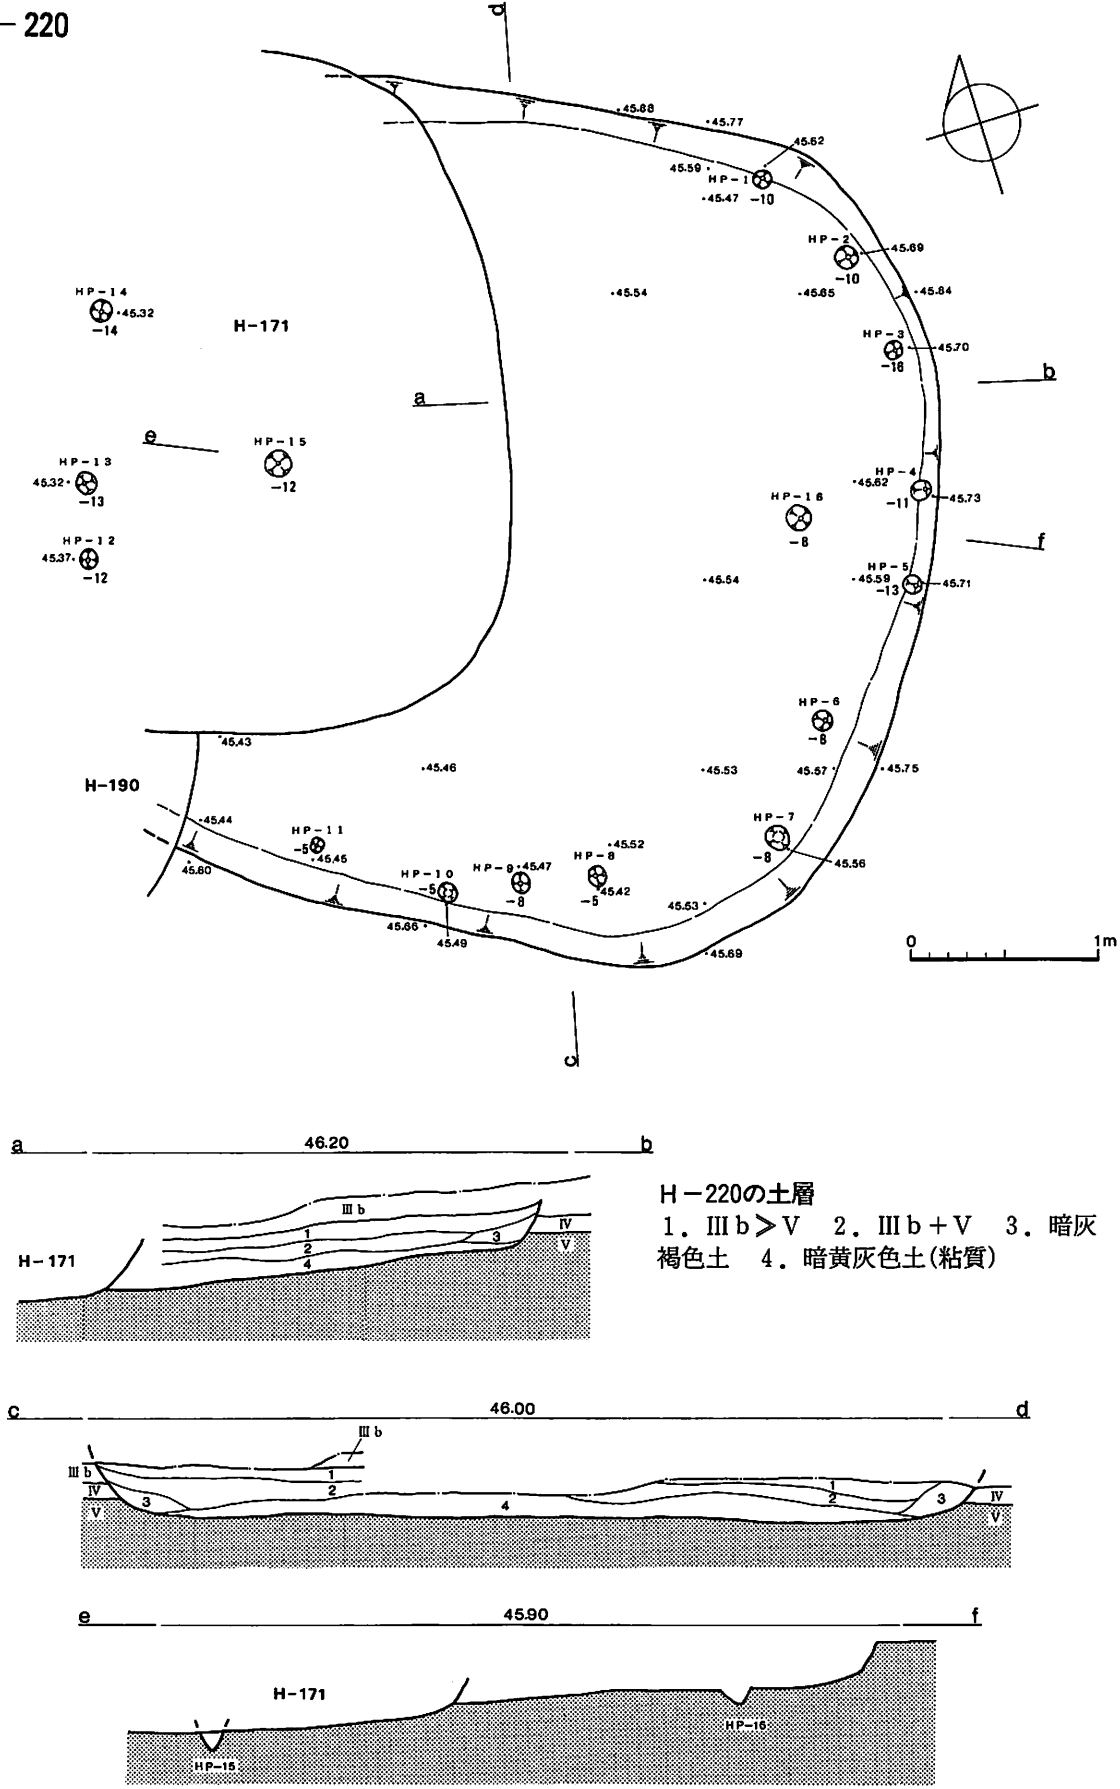 - 220
d
45.88
45.77
45.62
45.59
HP-1
45.47
-10
HP-2
45.69
-10
HP-14
45.32
-14
H-171
45.54
45.65
45.84
HP-3
45.70
-16
a
b
e
HP-15
-12
HP-13
45.32
-13
HP-4
45.62
-11
45.73
HP-16
-8
HP-12
45.37
-12
f
HP-5
45.54
45.59
-13
45.71
HP-6
-8
45.43
45.46
45.53
45.57
45.75
H-190
45.44
HP-11
-5
45.45
45.60
HP-7
-8
45.56
HP-10
-5
HP-9
45.47
-8
HP-8
45.52
-5
45.42
45.53
45.66
45.49
45.69
0 1m
c
a 46.20 b
Ⅲb
1
2
3
4
Ⅳ
Ⅴ
H-171
H-220の土層
1. Ⅲb≫Ⅴ 2. Ⅲb+Ⅴ 3. 暗灰
褐色土 4. 暗黄灰色土(粘質)
c 46.00 d
Ⅲb
Ⅲb
1
2
3
4
1
2
3
Ⅳ
Ⅴ
Ⅳ
Ⅴ
e 45.90 f
H-171
HP-15
HP-16